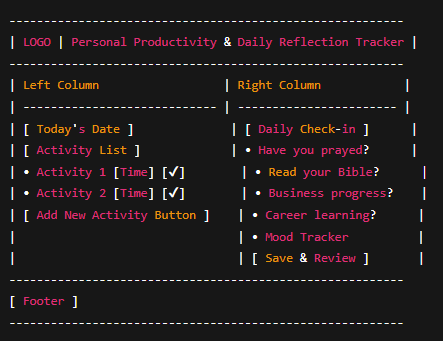 ---------------------------------------------------------
| LOGO | Personal Productivity & Daily Reflection Tracker |
---------------------------------------------------------
| Left Column                  | Right Column            |
| ---------------------------- | ----------------------- |
| [ Today's Date ]              | [ Daily Check-in ]      |
| [ Activity List ]             | • Have you prayed?      |
| • Activity 1 [Time] [✔]        | • Read your Bible?      |
| • Activity 2 [Time] [✔]        | • Business progress?    |
| [ Add New Activity Button ]    | • Career learning?      |
|                                | • Mood Tracker          |
|                                | [ Save & Review ]       |
---------------------------------------------------------
[ Footer ]
---------------------------------------------------------